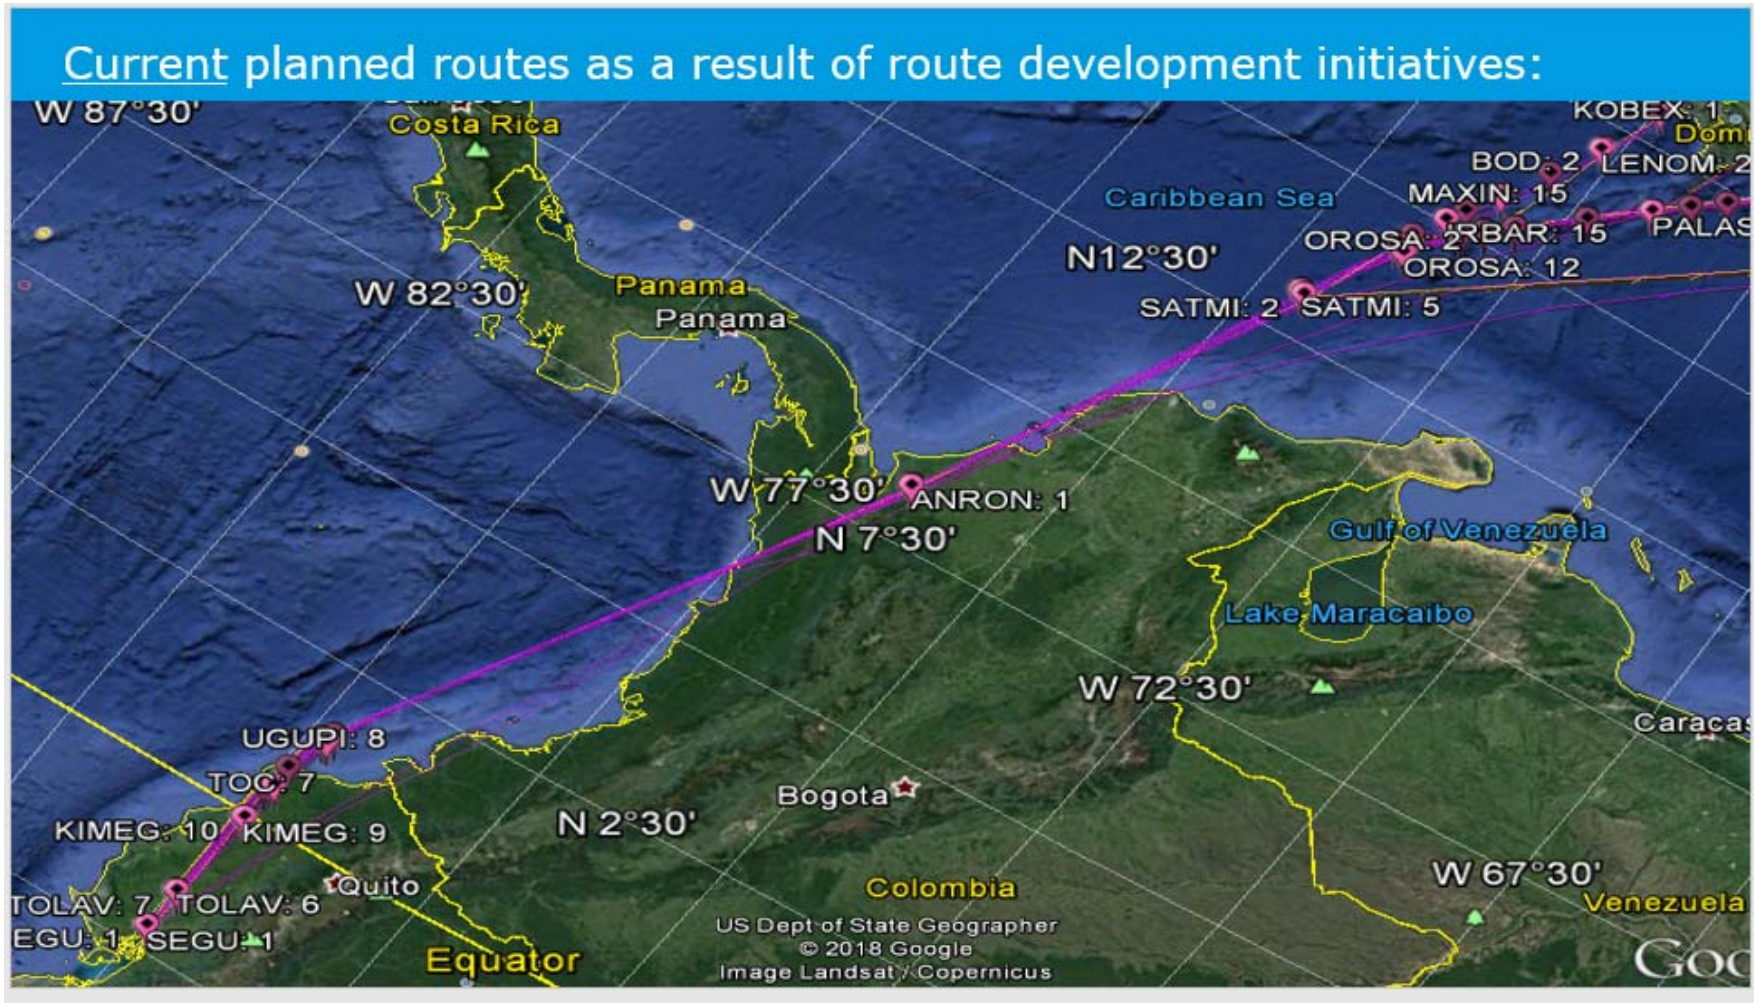 Current planned routes as a result of route development initiatives:
W 87°30'
Costa Rica
KOBEX: 1
BOD: 2
LENOM: 2
Caribbean Sea
MAXIN: 15
OROSA: 2
IRBAR: 15
PALAS
N12°30'
OROSA: 12
W 82°30'
Panama
Panama
SATMI: 2
SATMI: 5
W 77°30'
ANRON: 1
N 7°30'
Gulf of Venezuela
Lake Maracaibo
W 72°30'
Caracas
UGUPI: 8
TOC: 7
Bogota
N 2°30'
KIMEG: 10
KIMEG: 9
Quito
Colombia
W 67°30'
Venezuela
TOLAV: 7
TOLAV: 6
EGU: 1
SEGU: 1
US Dept of State Geographer
© 2018 Google
Image Landsat / Copernicus
Equator
Goo